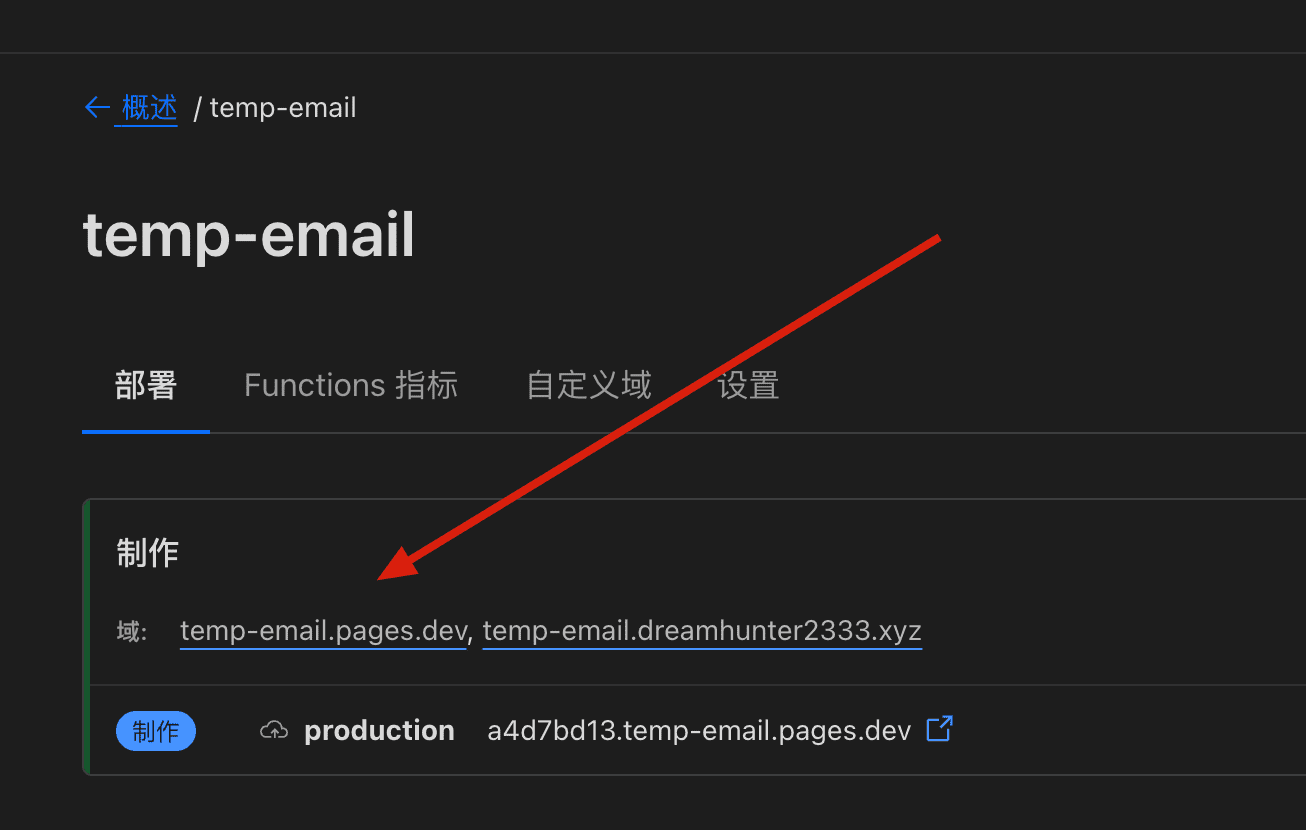 ← 概述 / temp-email
temp-email
部署 Functions 指标 自定义域 设置
制作
域: temp-email.pages.dev, temp-email.dreamhunter2333.xyz
制作 production a4d7bd13.temp-email.pages.dev